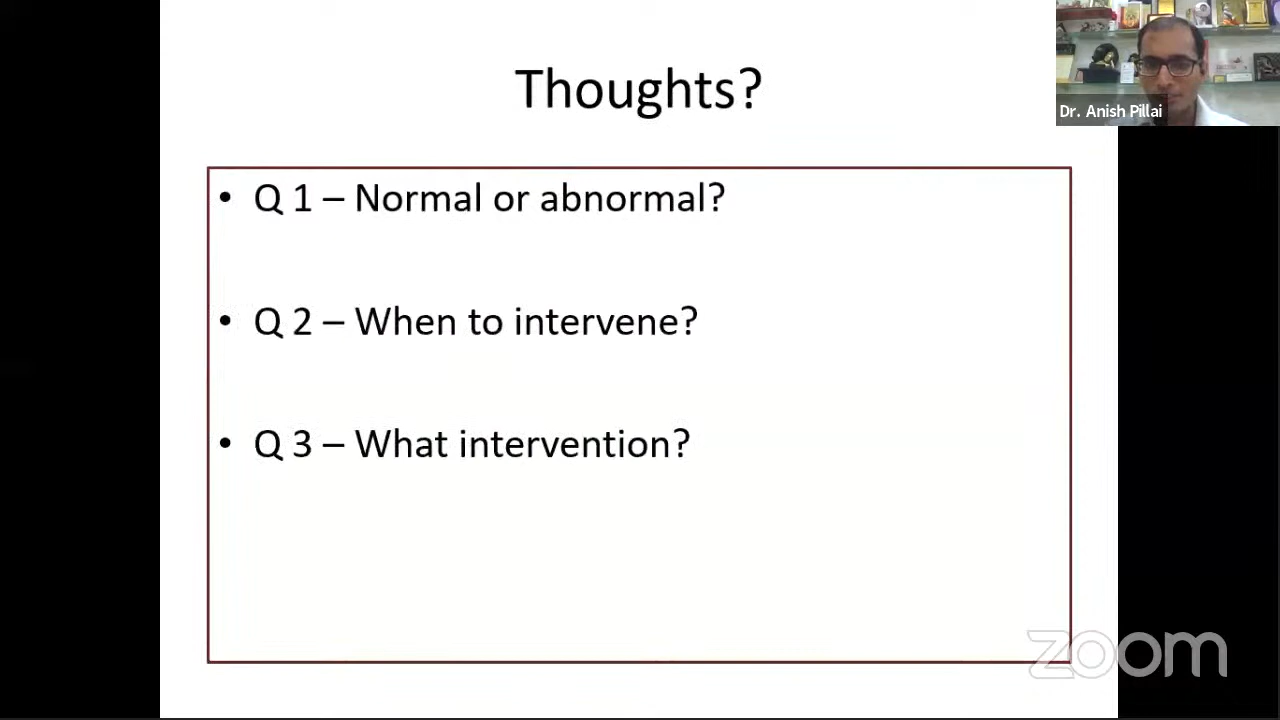 Thoughts?
Dr. Anish Pillai
• Q 1 – Normal or abnormal?
• Q 2 – When to intervene?
• Q 3 – What intervention?
zoom